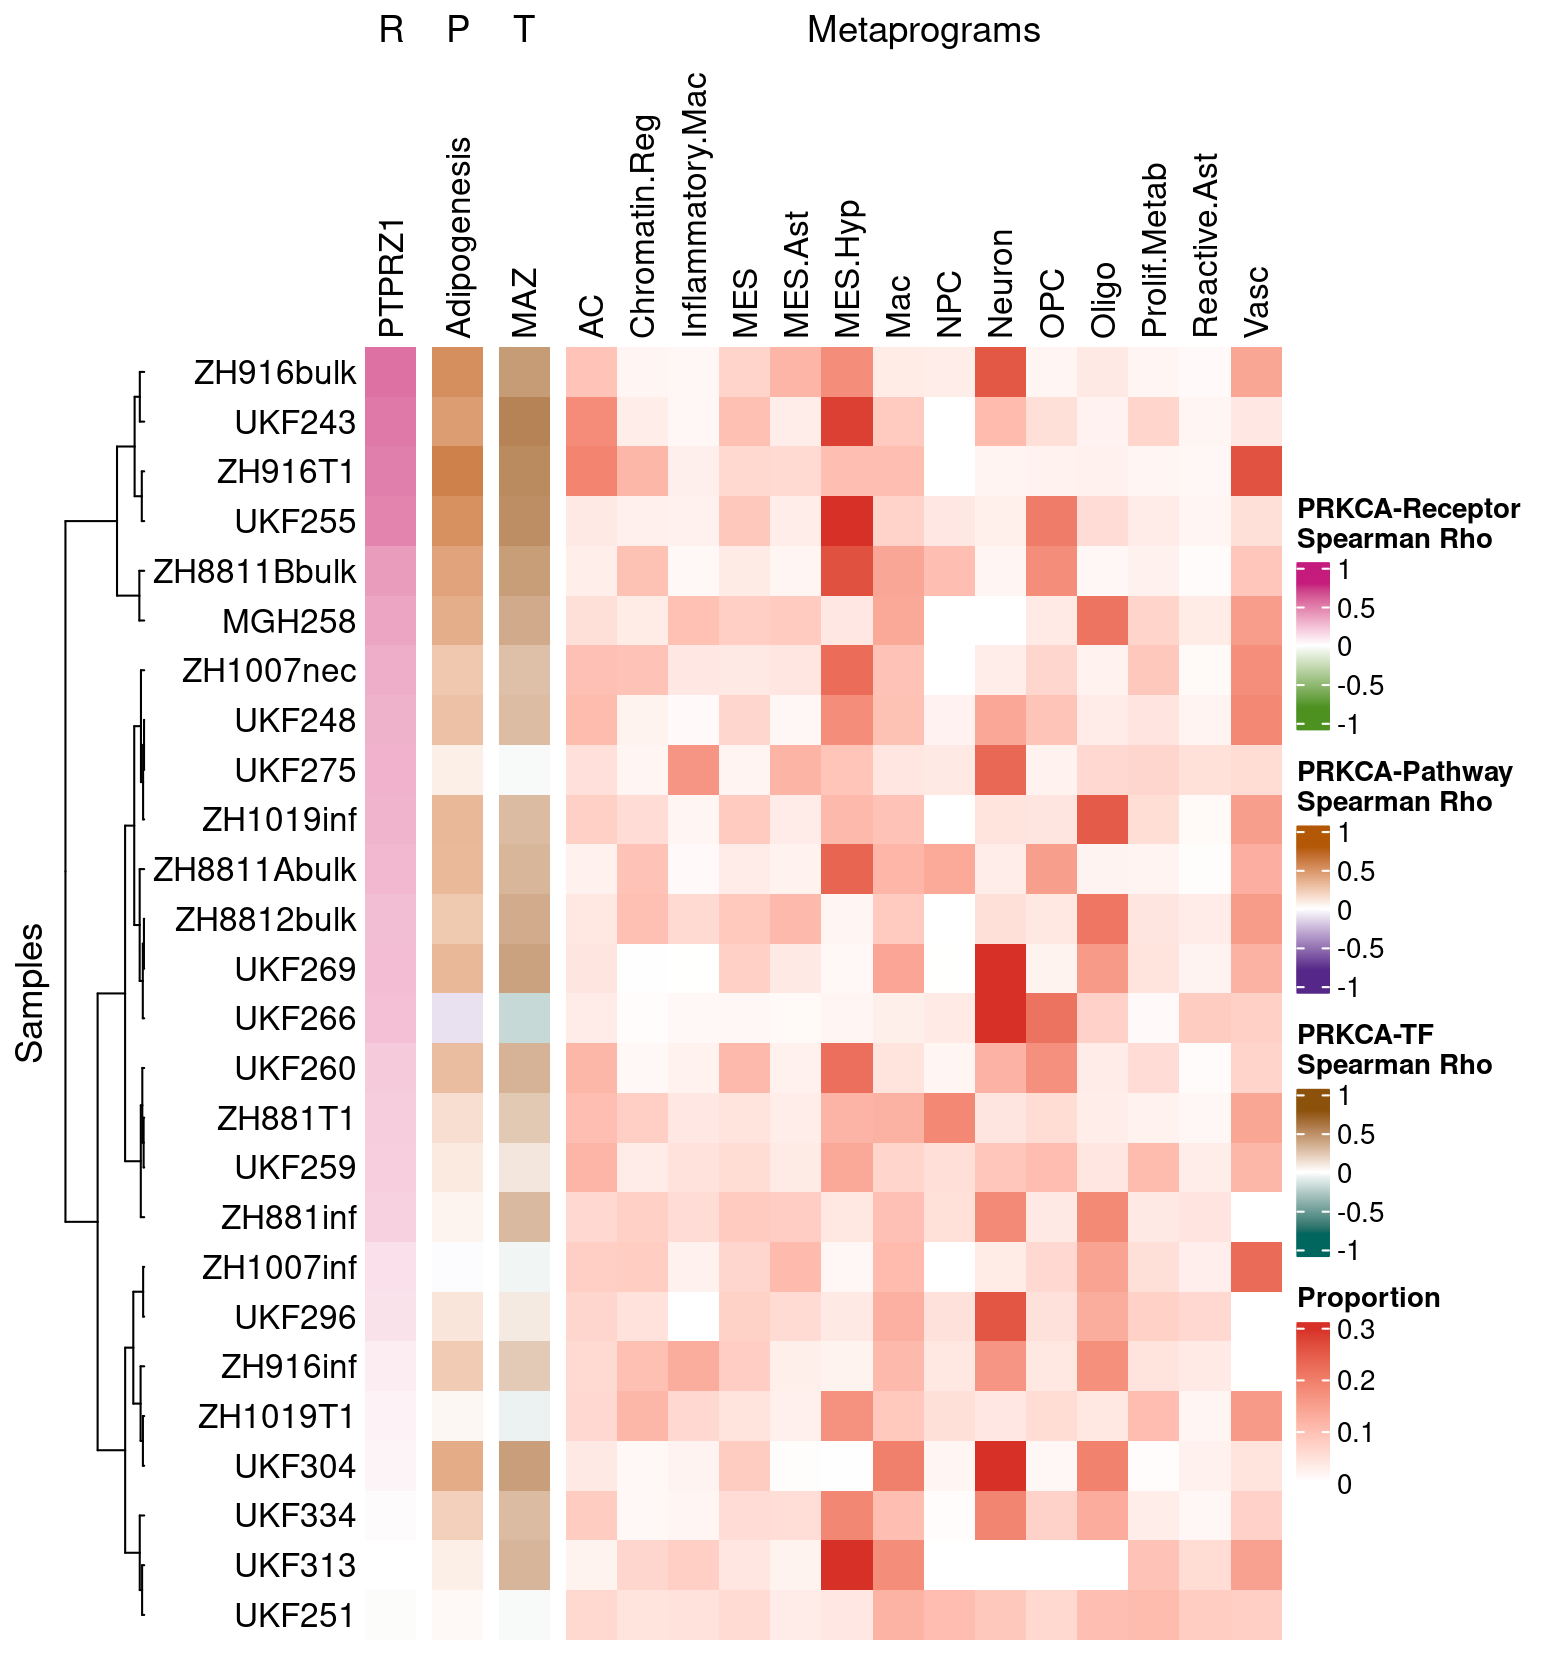 R P T Metaprograms
PTPRZ1
Adipogenesis
MAZ
AC
Chromatin.Reg
Inflammatory.Mac
MES
MES.Ast
MES.Hyp
Mac
NPC
Neuron
OPC
Oligo
Prolif.Metab
Reactive.Ast
Vasc
Samples
ZH916bulk
UKF243
ZH916T1
UKF255
ZH8811Bbulk
MGH258
ZH1007nec
UKF248
UKF275
ZH1019inf
ZH8811Abulk
ZH8812bulk
UKF269
UKF266
UKF260
ZH881T1
UKF259
ZH881inf
ZH1007inf
UKF296
ZH916inf
ZH1019T1
UKF304
UKF334
UKF313
UKF251
PRKCA-Receptor
Spearman Rho
1
0.5
0
-0.5
-1
PRKCA-Pathway
Spearman Rho
1
0.5
0
-0.5
-1
PRKCA-TF
Spearman Rho
1
0.5
0
-0.5
-1
Proportion
0.3
0.2
0.1
0